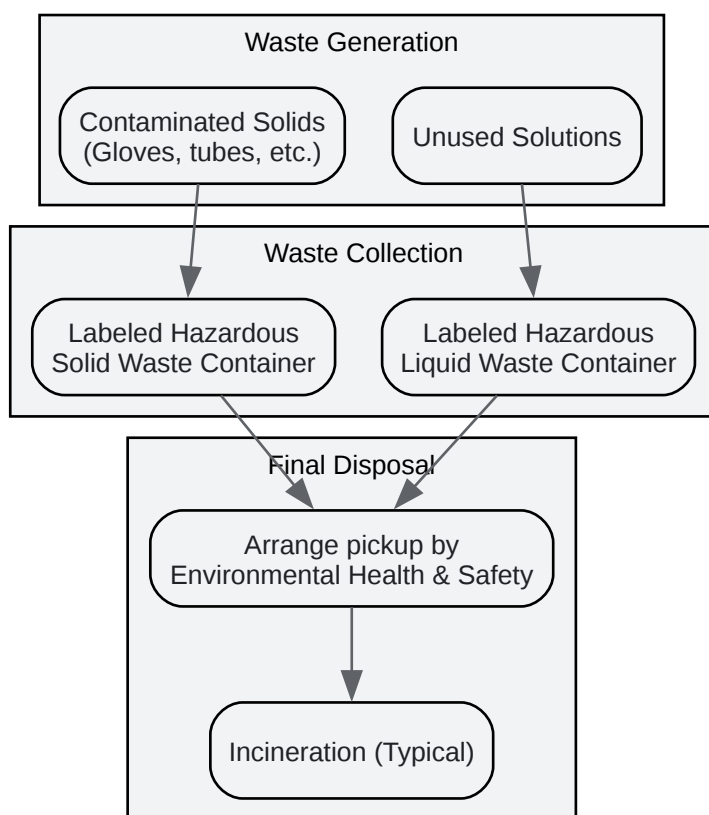 Waste Generation
Contaminated Solids
(Gloves, tubes, etc.)
Unused Solutions
Waste Collection
Labeled Hazardous
Solid Waste Container
Labeled Hazardous
Liquid Waste Container
Final Disposal
Arrange pickup by
Environmental Health & Safety
Incineration (Typical)